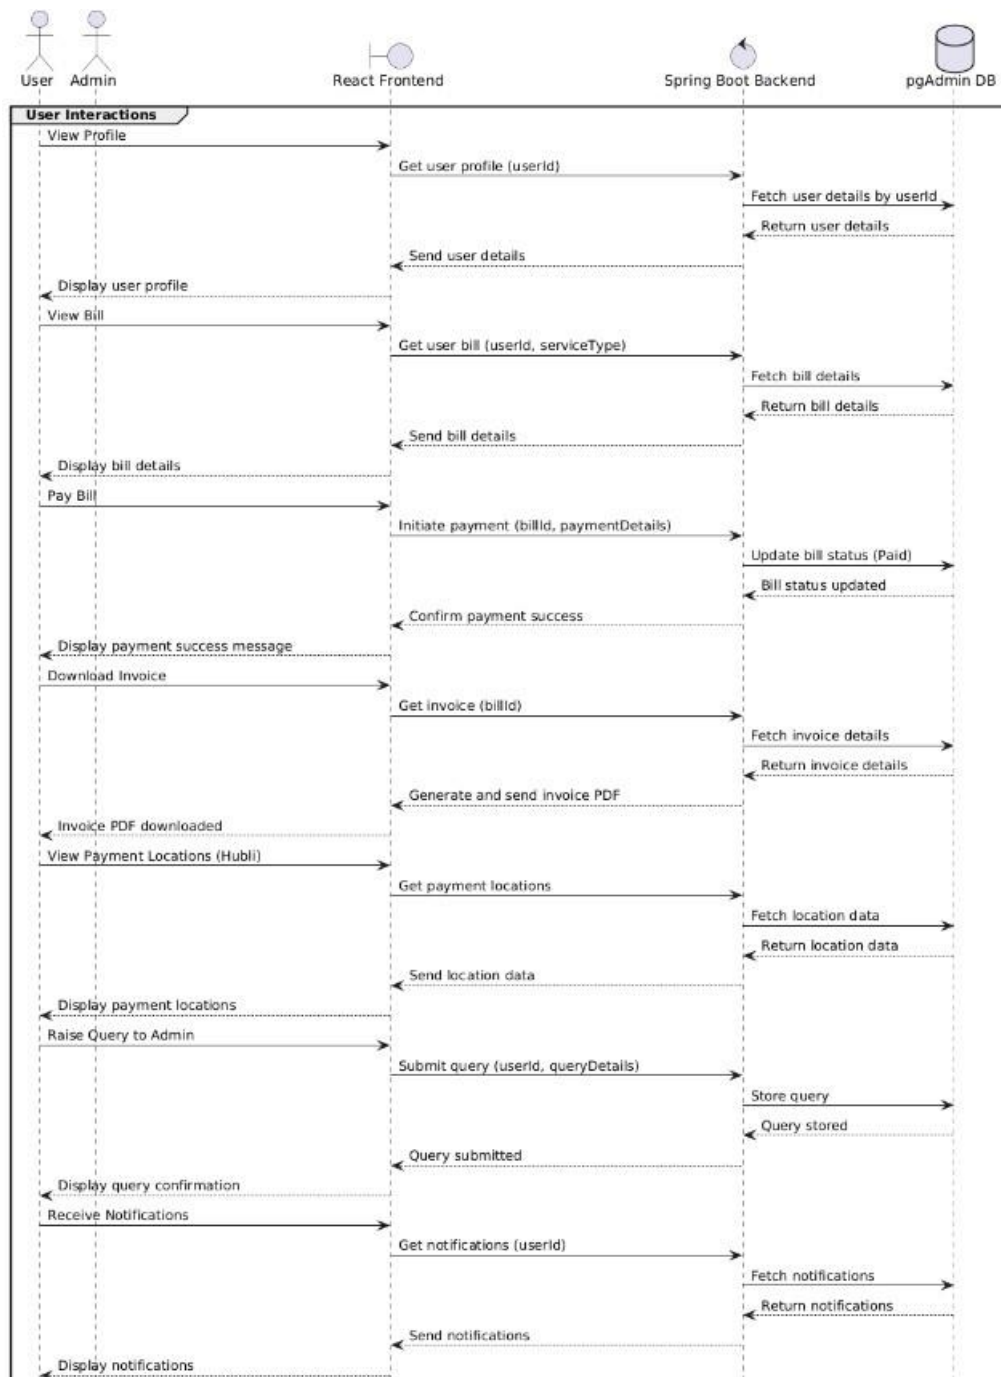 User
Admin
React Frontend
Spring Boot Backend
pgAdmin DB
User Interactions
View Profile
Get user profile (userId)
Fetch user details by userId
Return user details
Send user details
Display user profile
View Bill
Get user bill (userId, serviceType)
Fetch bill details
Return bill details
Send bill details
Display bill details
Pay Bill
Initiate payment (billId, paymentDetails)
Update bill status (Paid)
Bill status updated
Confirm payment success
Display payment success message
Download Invoice
Get invoice (billId)
Fetch invoice details
Return invoice details
Generate and send invoice PDF
Invoice PDF downloaded
View Payment Locations (Hubli)
Get payment locations
Fetch location data
Return location data
Send location data
Display payment locations
Raise Query to Admin
Submit query (userId, queryDetails)
Store query
Query stored
Query submitted
Display query confirmation
Receive Notifications
Get notifications (userId)
Fetch notifications
Return notifications
Send notifications
Display notifications